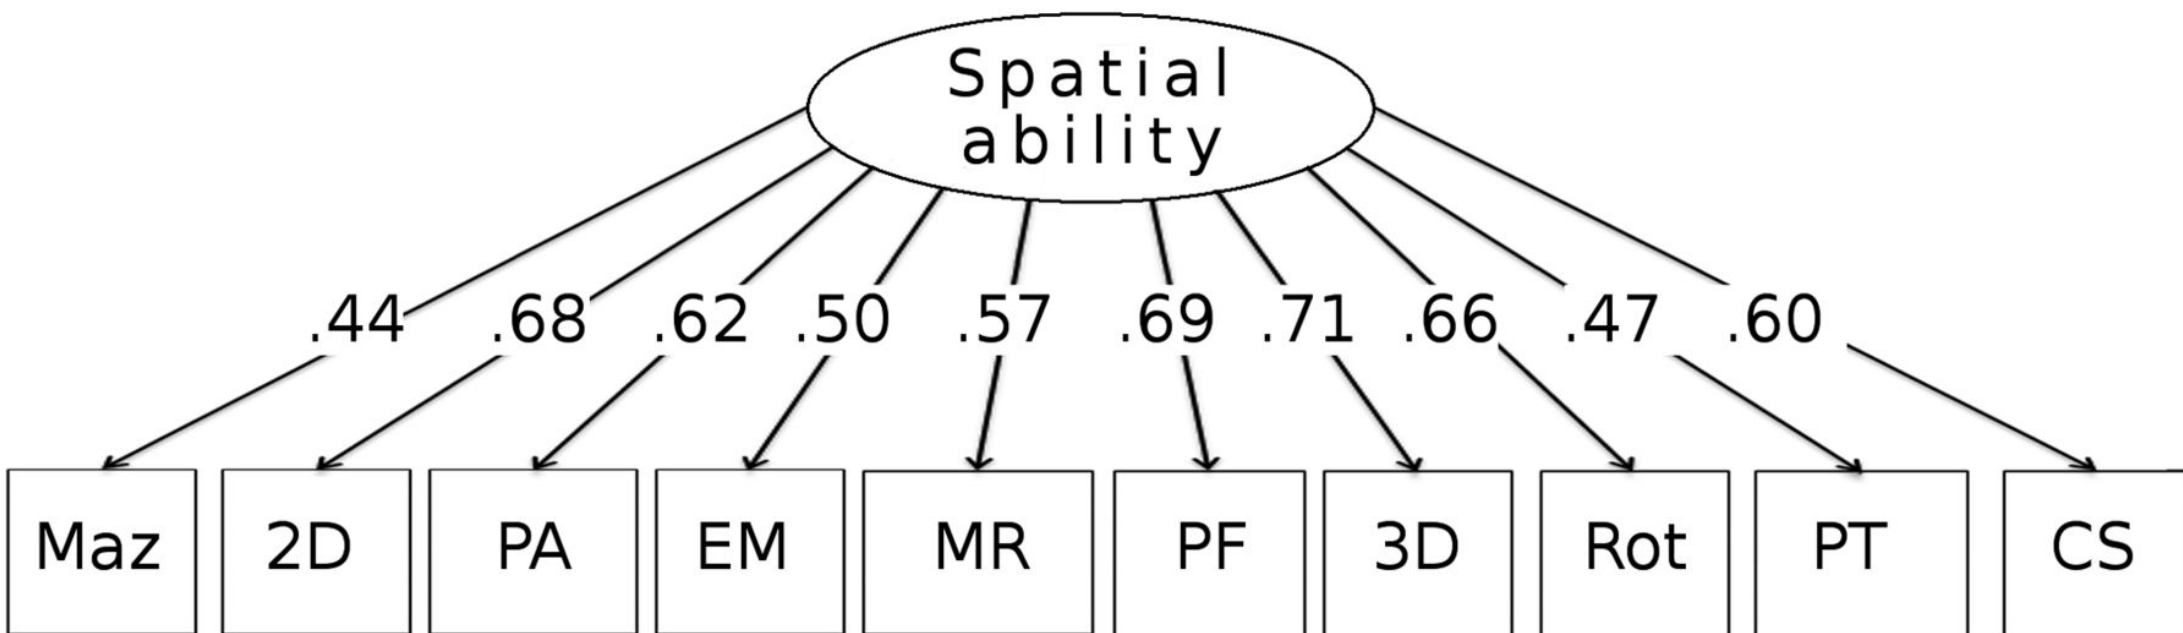 Spatial
ability
.44 .68 .62 .50 .57 .69 .71 .66 .47 .60
Maz 2D PA EM MR PF 3D Rot PT CS